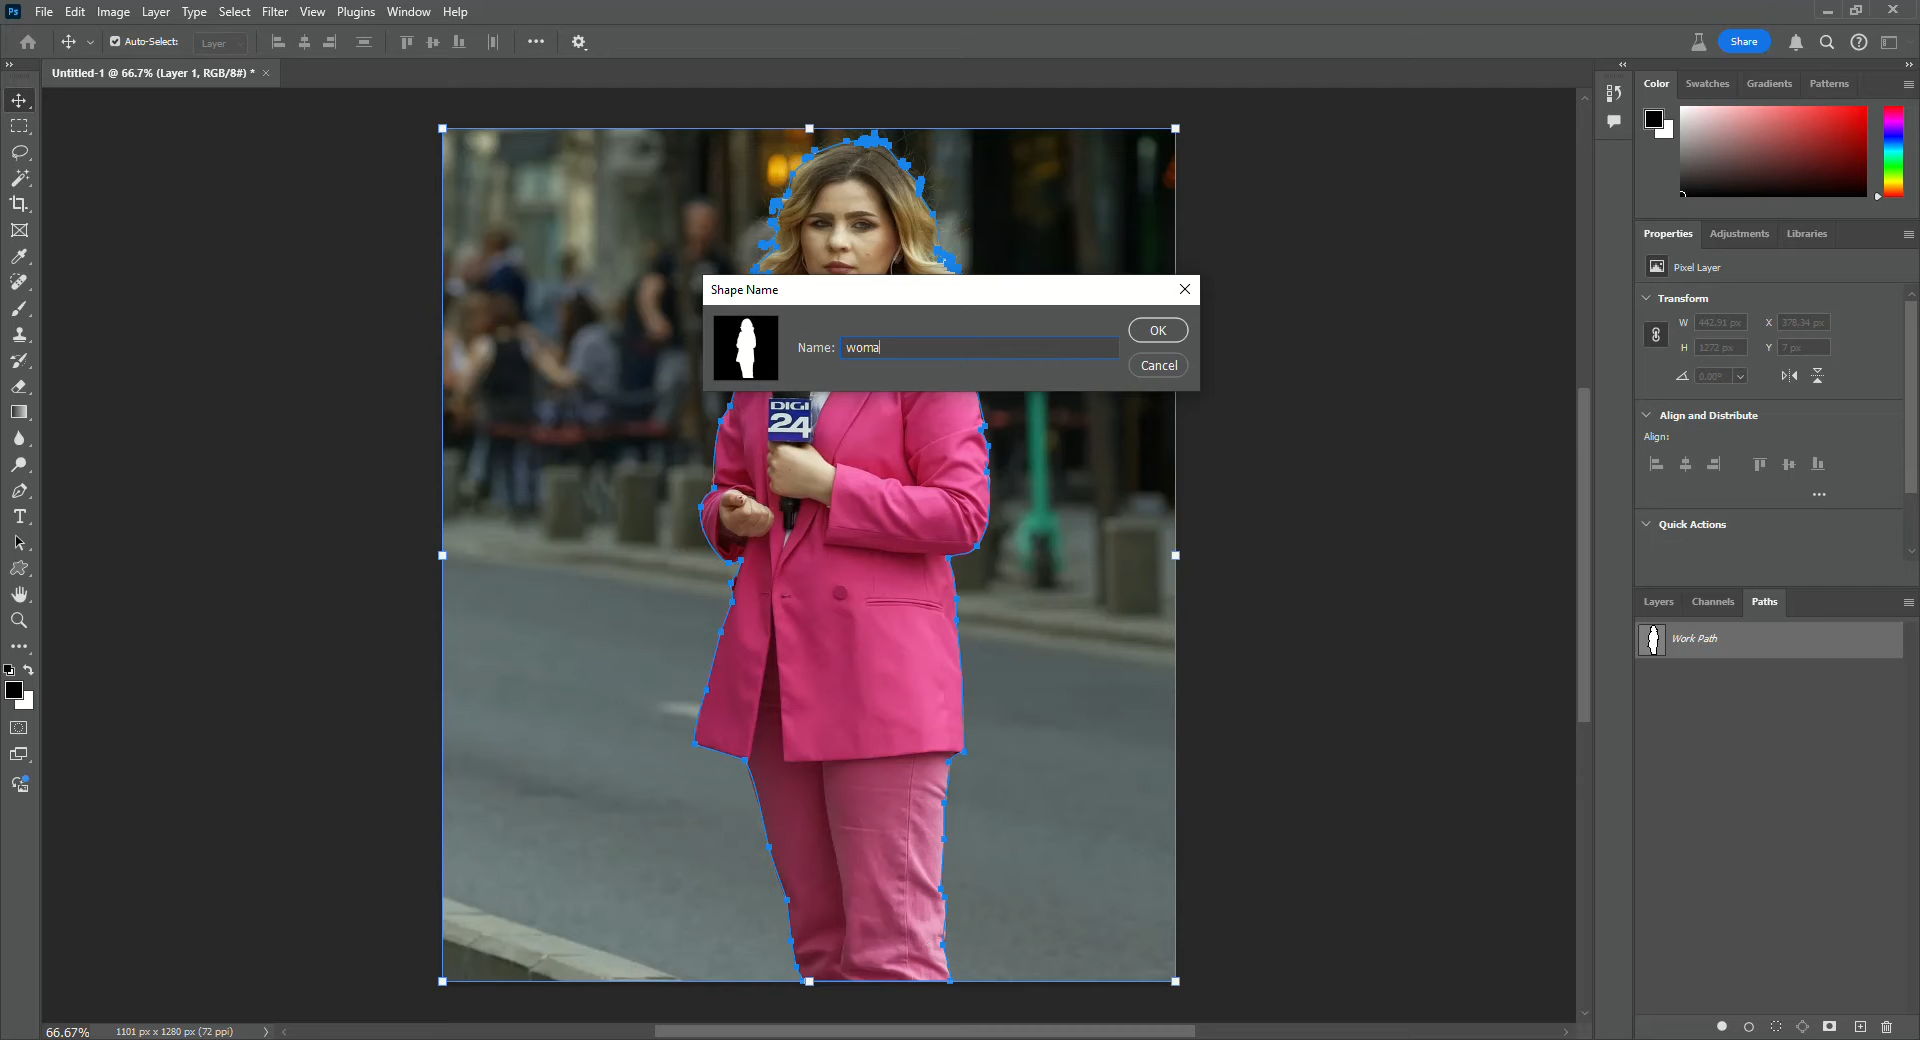 Ps File Edit Image Layer Type Select Filter View Plugins Window Help
Auto-Select: Layer
Share
Untitled-1 @ 66.7% (Layer 1, RGB/8#) *
Color Swatches Gradients Patterns
Properties Adjustments Libraries
Pixel Layer
Transform
W 442.91 px X 378.34 px
H 1272 px Y 7 px
0.00°
Align and Distribute
Align:
Quick Actions
Layers Channels Paths
Work Path
Shape Name
Name: woma
OK
Cancel
DIGI
24
66.67% 1101 px x 1280 px (72 ppi)